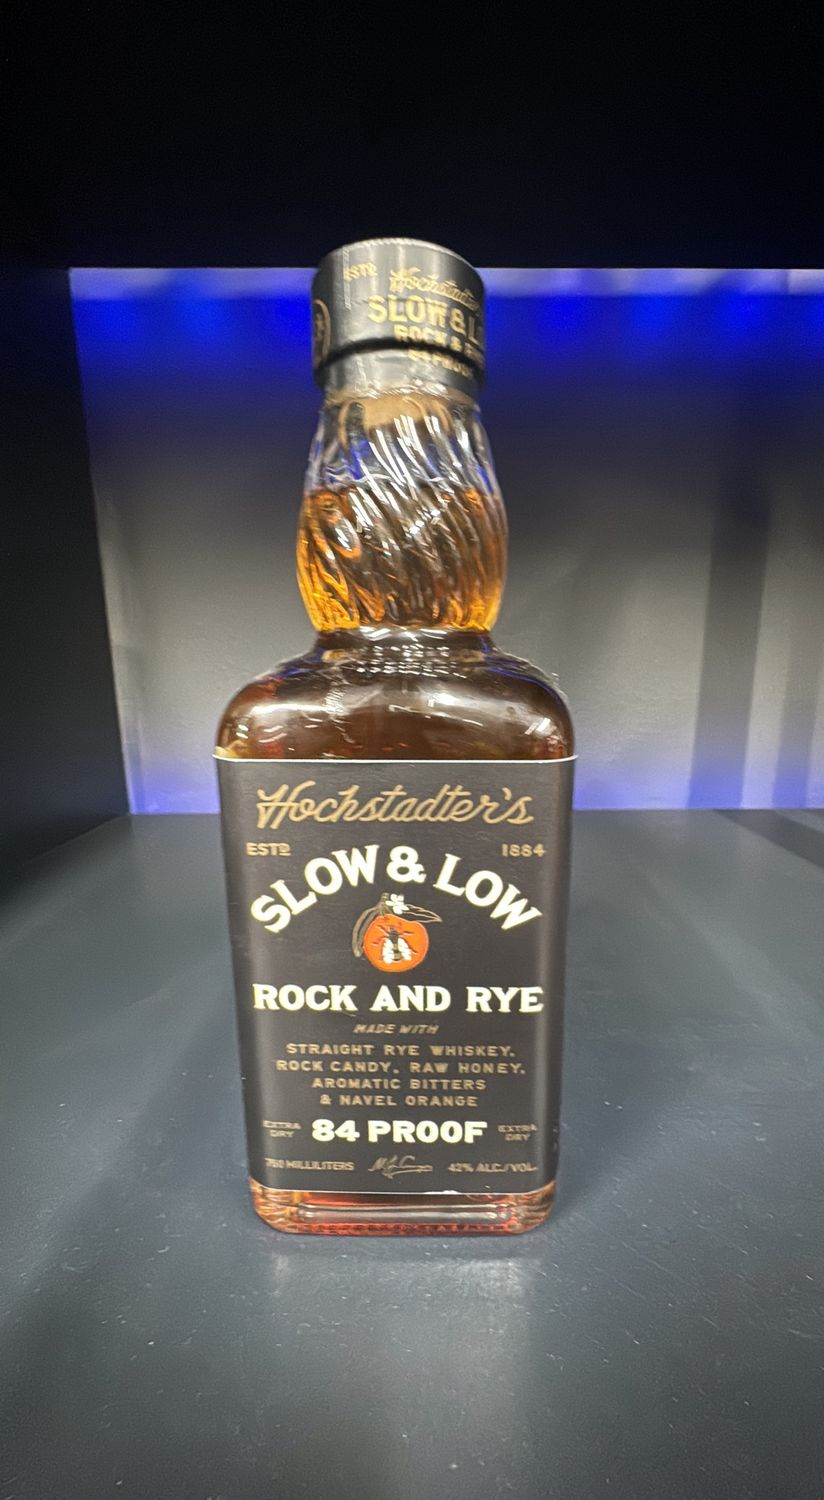 ESTD
Hochstadter's
SLOW & L
ROCK &
84 PROOF
Hochstadter's
ESTD 1884
SLOW & LOW
ROCK AND RYE
MADE WITH
STRAIGHT RYE WHISKEY,
ROCK CANDY, RAW HONEY,
AROMATIC BITTERS
& NAVEL ORANGE
EXTRA DRY 84 PROOF EXTRA DRY
750 MILLILITERS 42% ALC./VOL.